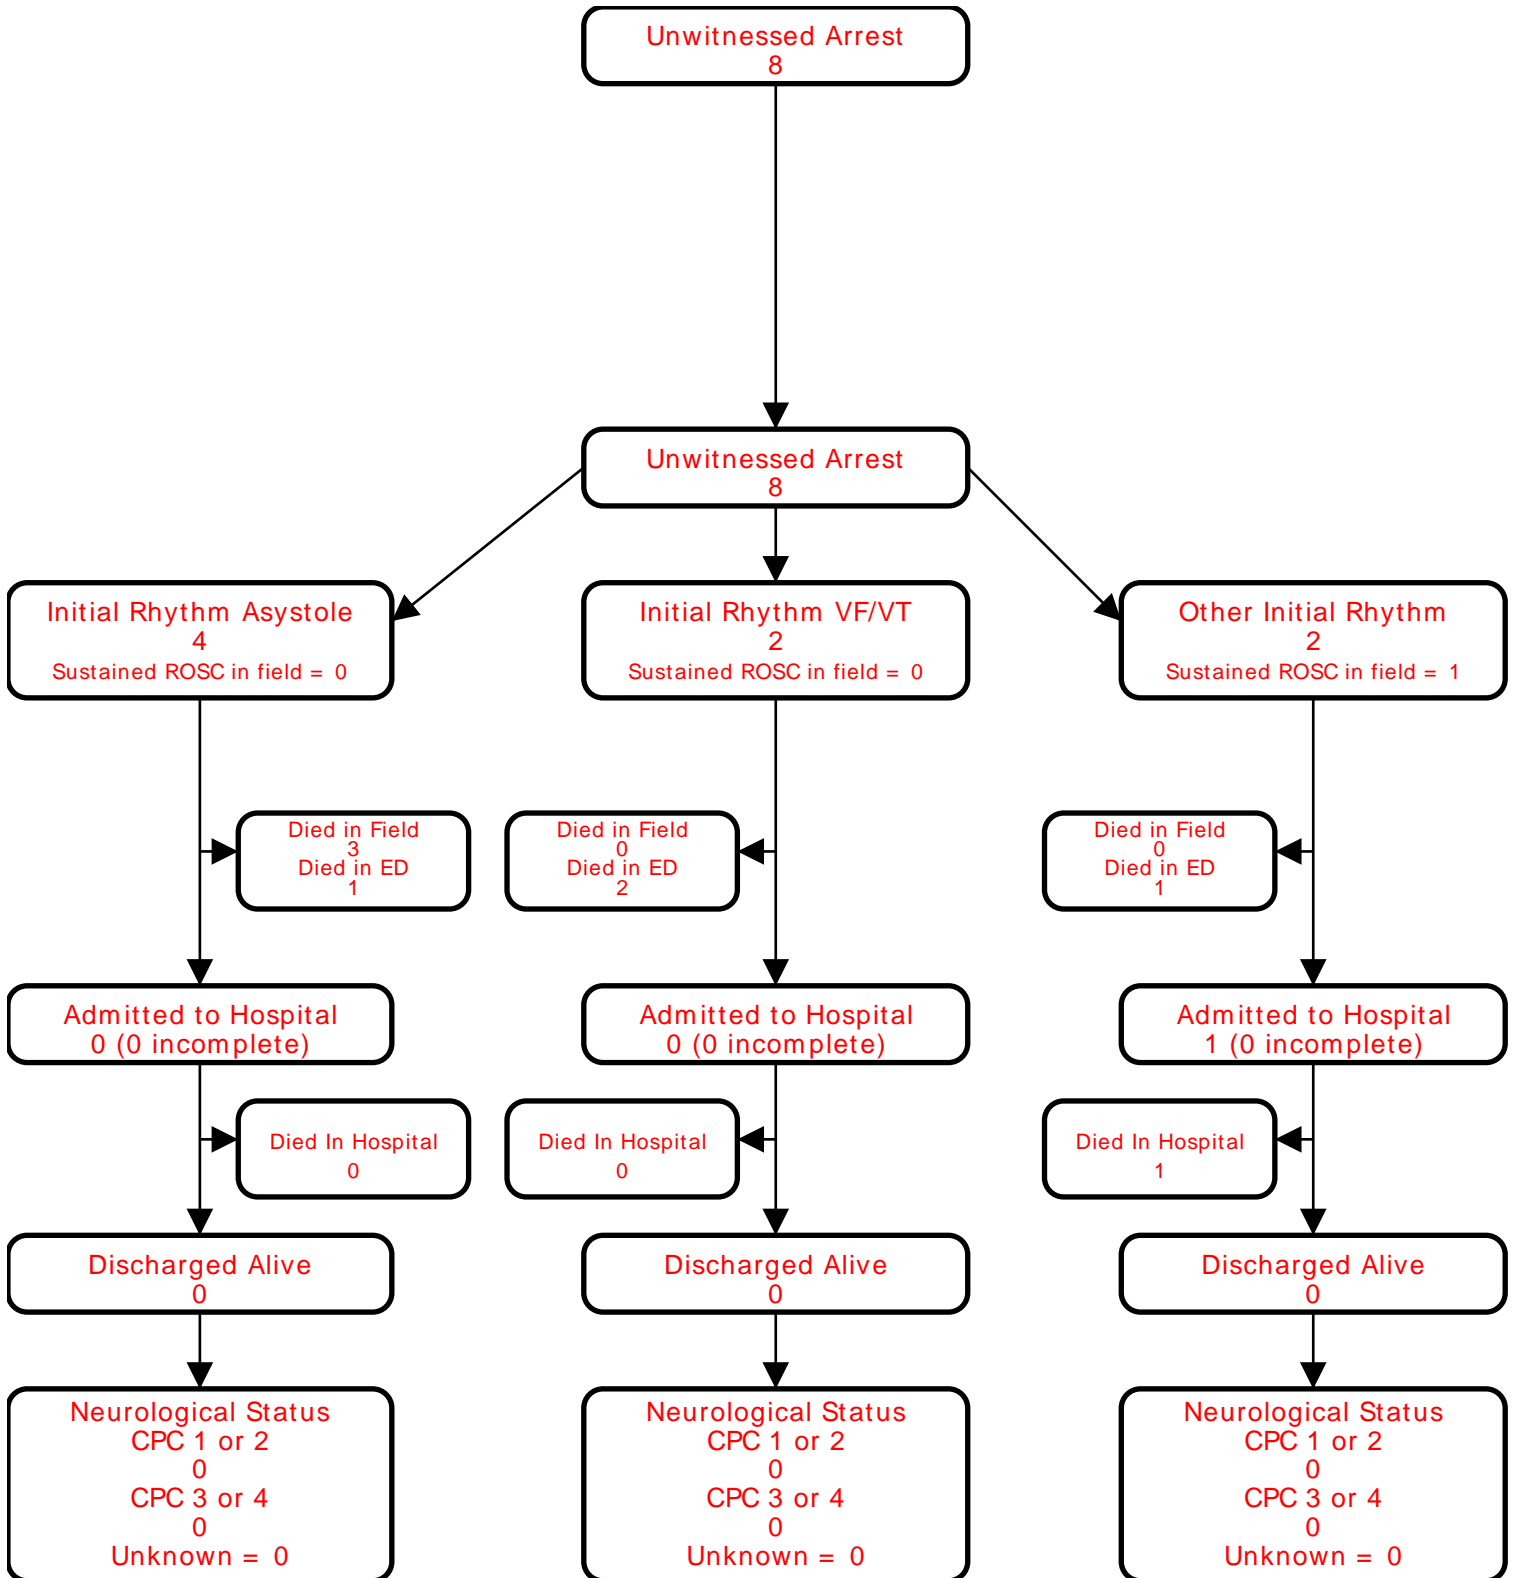 Unwitnessed Arrest
8
Unwitnessed Arrest
8
Initial Rhythm Asystole
4
Sustained ROSC in field = 0
Initial Rhythm VF/VT
2
Sustained ROSC in field = 0
Other Initial Rhythm
2
Sustained ROSC in field = 1
Died in Field
3
Died in ED
1
Died in Field
0
Died in ED
2
Died in Field
0
Died in ED
1
Admitted to Hospital
0 (0 incomplete)
Admitted to Hospital
0 (0 incomplete)
Admitted to Hospital
1 (0 incomplete)
Died In Hospital
0
Died In Hospital
0
Died In Hospital
1
Discharged Alive
0
Discharged Alive
0
Discharged Alive
0
Neurological Status
CPC 1 or 2
0
CPC 3 or 4
0
Unknown = 0
Neurological Status
CPC 1 or 2
0
CPC 3 or 4
0
Unknown = 0
Neurological Status
CPC 1 or 2
0
CPC 3 or 4
0
Unknown = 0